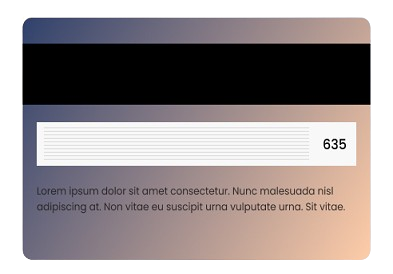 635
Lorem ipsum dolor sit amet consectetur. Nunc malesuada nisl
adipiscing at. Non vitae eu suscipit urna vulputate urna. Sit vitae.